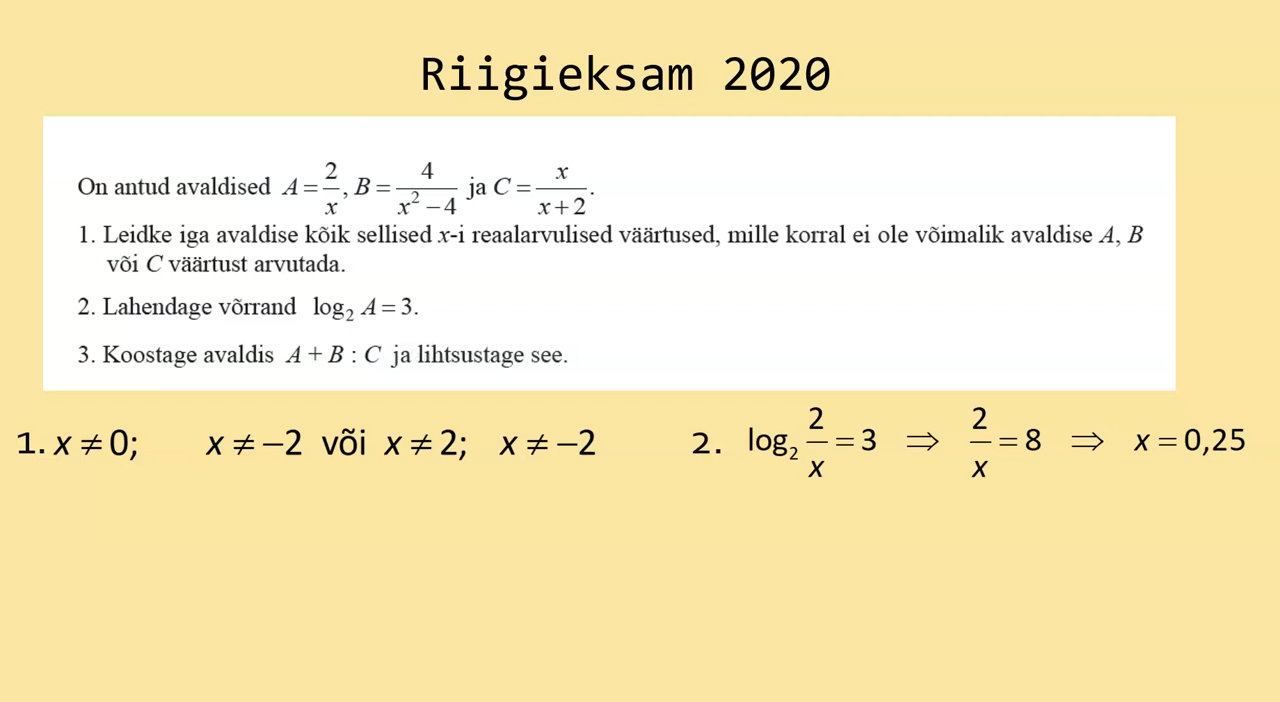 Riigieksam 2020
On antud avaldised A = 2/x, B = 4/(x² − 4) ja C = x/(x + 2).
1. Leidke iga avaldise kõik sellised x-i reaalarvulised väärtused, mille korral ei ole võimalik avaldise A, B
või C väärtust arvutada.
2. Lahendage võrrand log₂ A = 3.
3. Koostage avaldis A + B : C ja lihtsustage see.
1. x ≠ 0; x ≠ −2 või x ≠ 2; x ≠ −2
2. log₂ 2/x = 3 ⇒ 2/x = 8 ⇒ x = 0,25